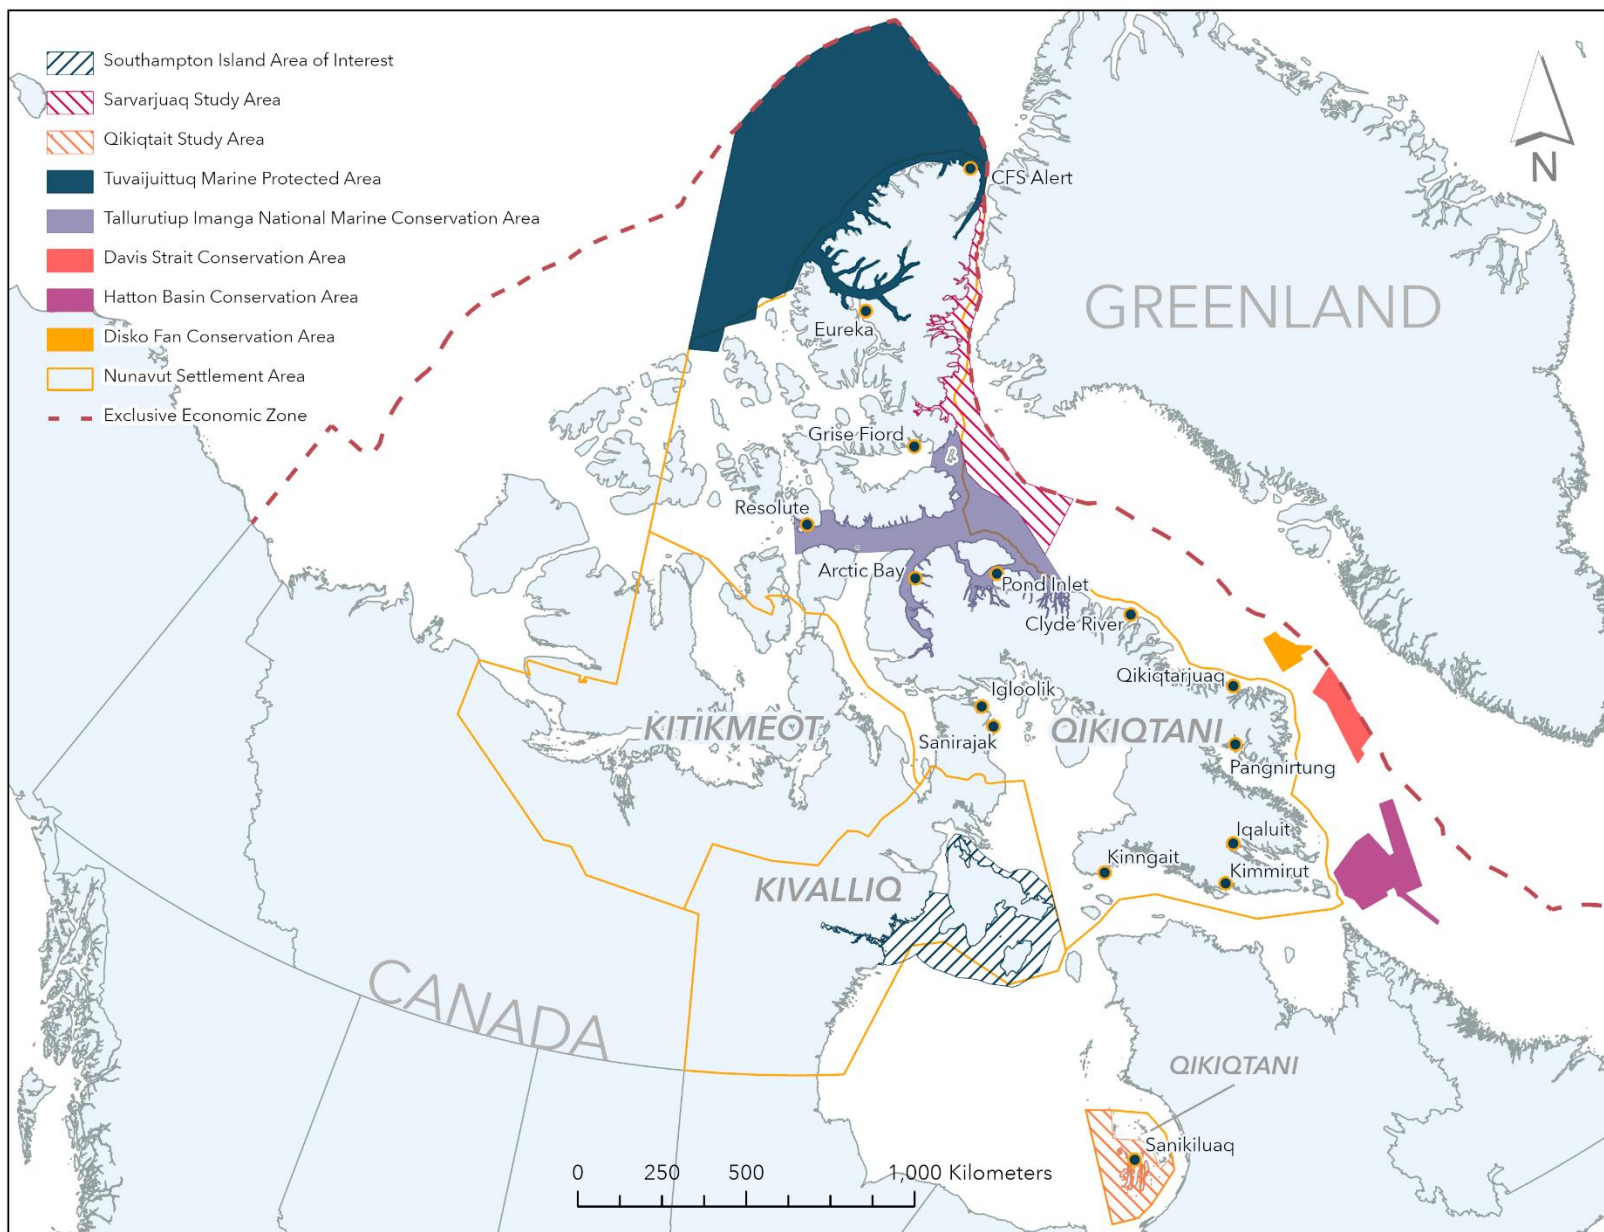 Southampton Island Area of Interest
Sarvarjuaq Study Area
Qikiqtait Study Area
Tuvaijuittuq Marine Protected Area
Tallurutiup Imanga National Marine Conservation Area
Davis Strait Conservation Area
Hatton Basin Conservation Area
Disko Fan Conservation Area
Nunavut Settlement Area
Exclusive Economic Zone
N
CFS Alert
GREENLAND
Eureka
Grise Fiord
Resolute
Arctic Bay
Pond Inlet
Clyde River
Qikiqtarjuaq
Igloolik
KITIKMEOT
Sanirajak
QIKIQTANI
Pangnirtung
Iqaluit
Kinngait
Kimmirut
KIVALLIQ
CANADA
QIKIQTANI
Sanikiluaq
0 250 500 1,000 Kilometers